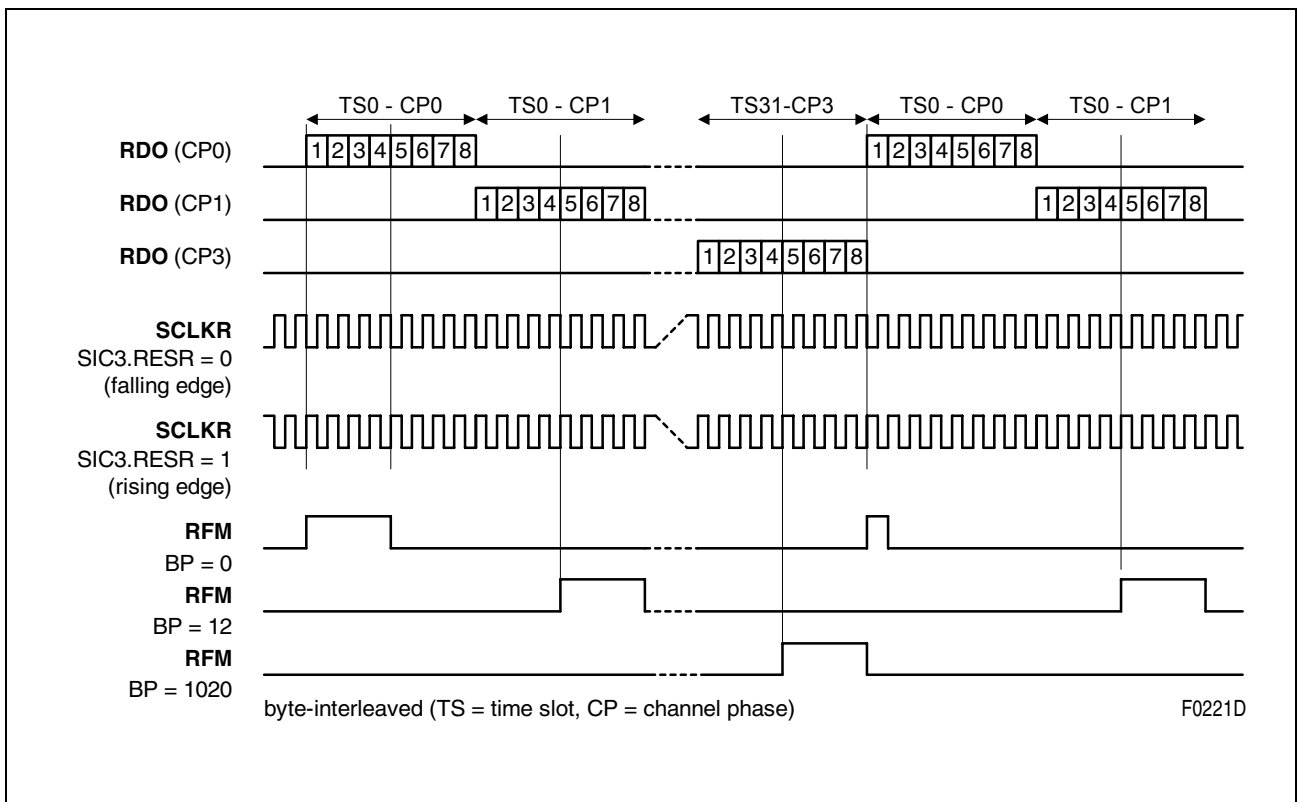 TS0 - CP0 TS0 - CP1 TS31-CP3 TS0 - CP0 TS0 - CP1
RDO (CP0) 1 2 3 4 5 6 7 8 1 2 3 4 5 6 7 8
RDO (CP1) 1 2 3 4 5 6 7 8 1 2 3 4 5 6 7 8
RDO (CP3) 1 2 3 4 5 6 7 8
SCLKR
SIC3.RESR = 0
(falling edge)
SCLKR
SIC3.RESR = 1
(rising edge)
RFM
BP = 0
RFM
BP = 12
RFM
BP = 1020
byte-interleaved (TS = time slot, CP = channel phase) F0221D